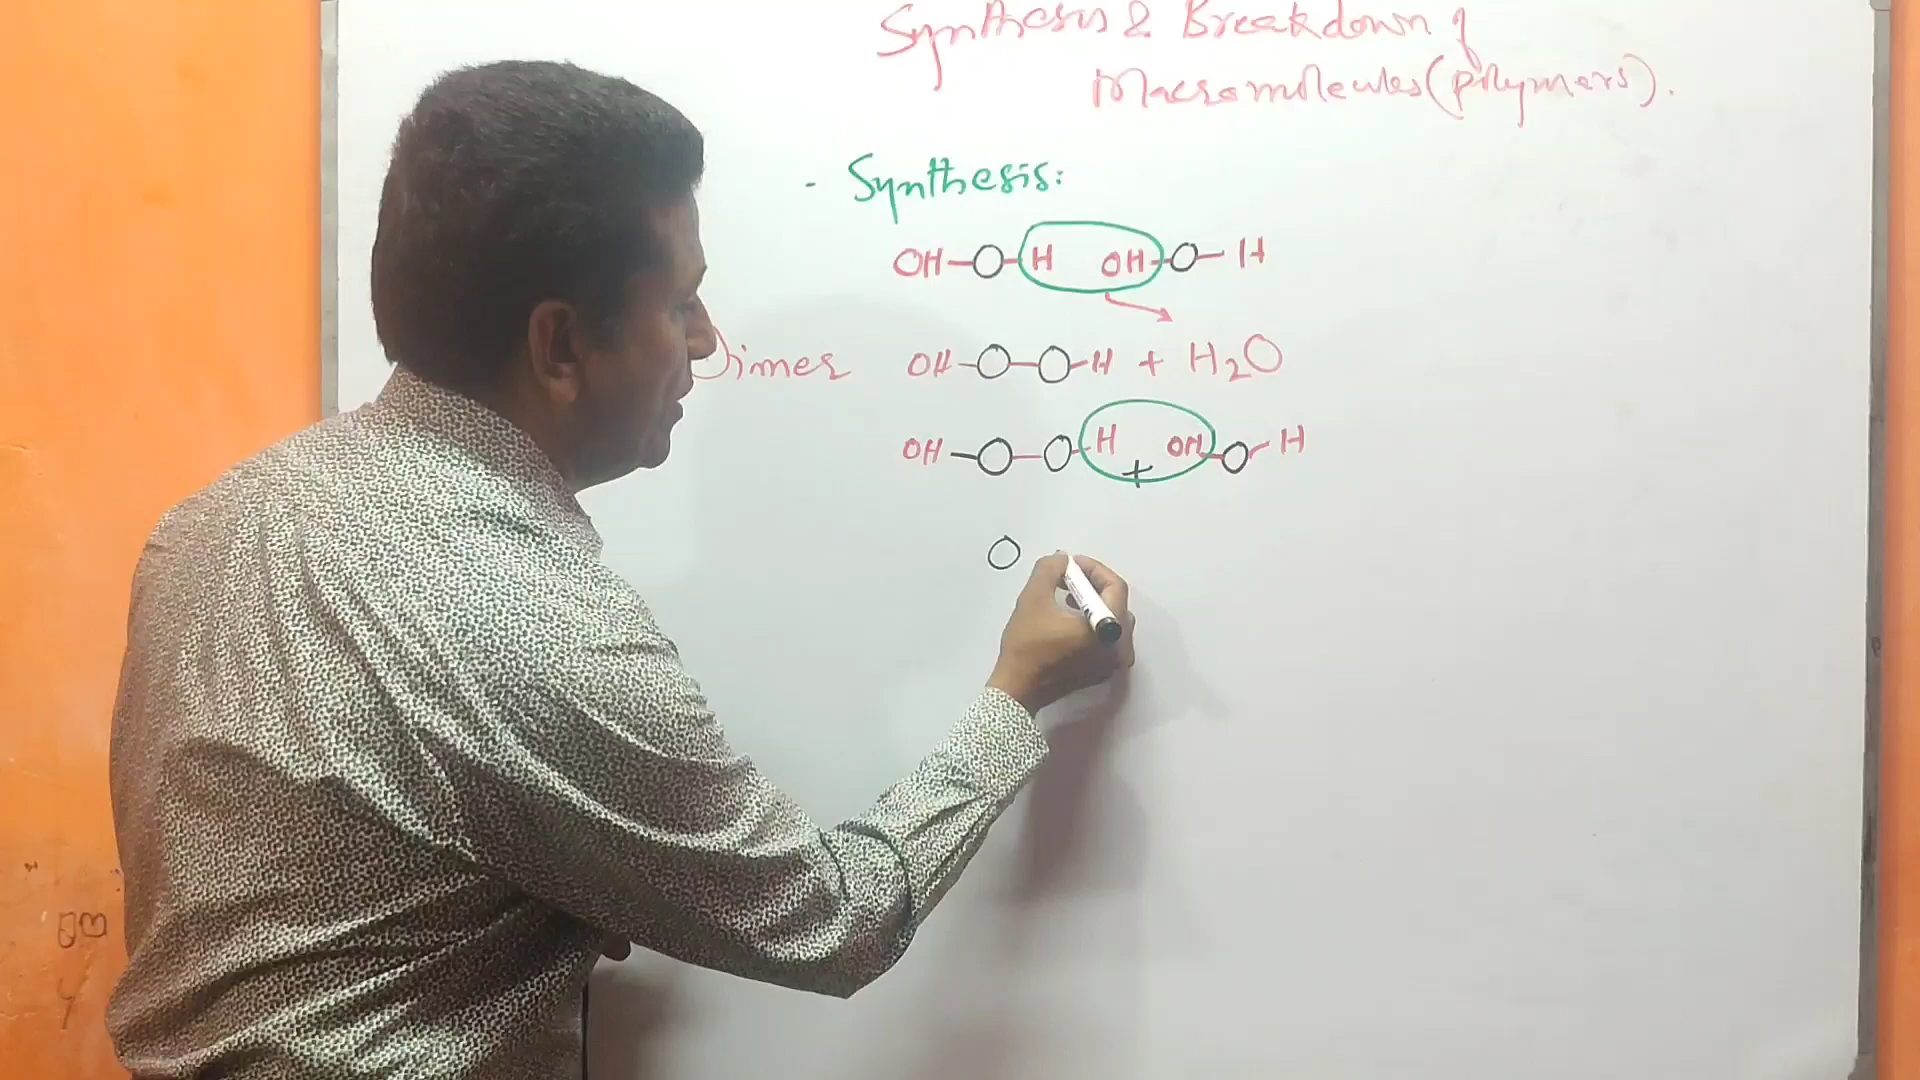 Synthesis & Breakdown of
Macromolecules (polymers).
- Synthesis:
OH-O-H OH-O-H
Dimer OH-O-O-H + H₂O
OH-O-O-H + OH-O-H
O